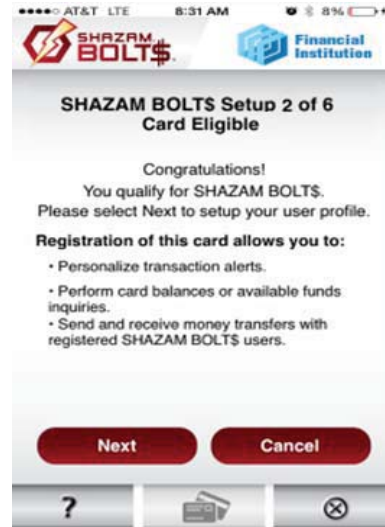 AT&T LTE 8:31 AM 8%
SHAZAM
BOLT$.
Financial
Institution
SHAZAM BOLT$ Setup 2 of 6
Card Eligible
Congratulations!
You qualify for SHAZAM BOLT$.
Please select Next to setup your user profile.
Registration of this card allows you to:
• Personalize transaction alerts.
• Perform card balances or available funds
inquiries.
• Send and receive money transfers with
registered SHAZAM BOLT$ users.
Next Cancel
?